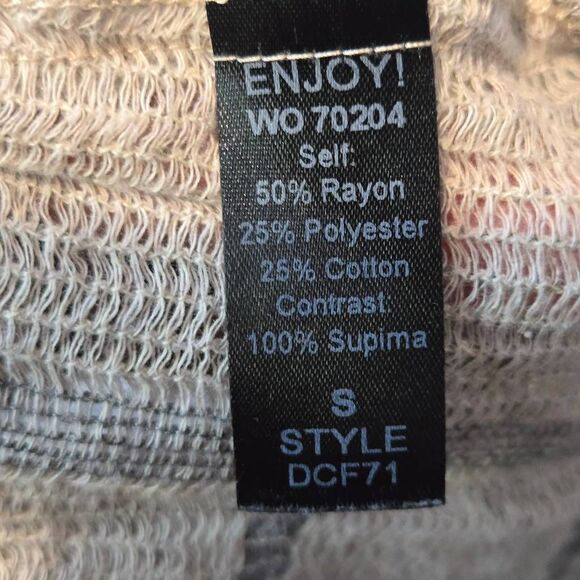 ENJOY!
WO 70204
Self:
50% Rayon
25% Polyester
25% Cotton
Contrast:
100% Supima
S
STYLE
DCF71